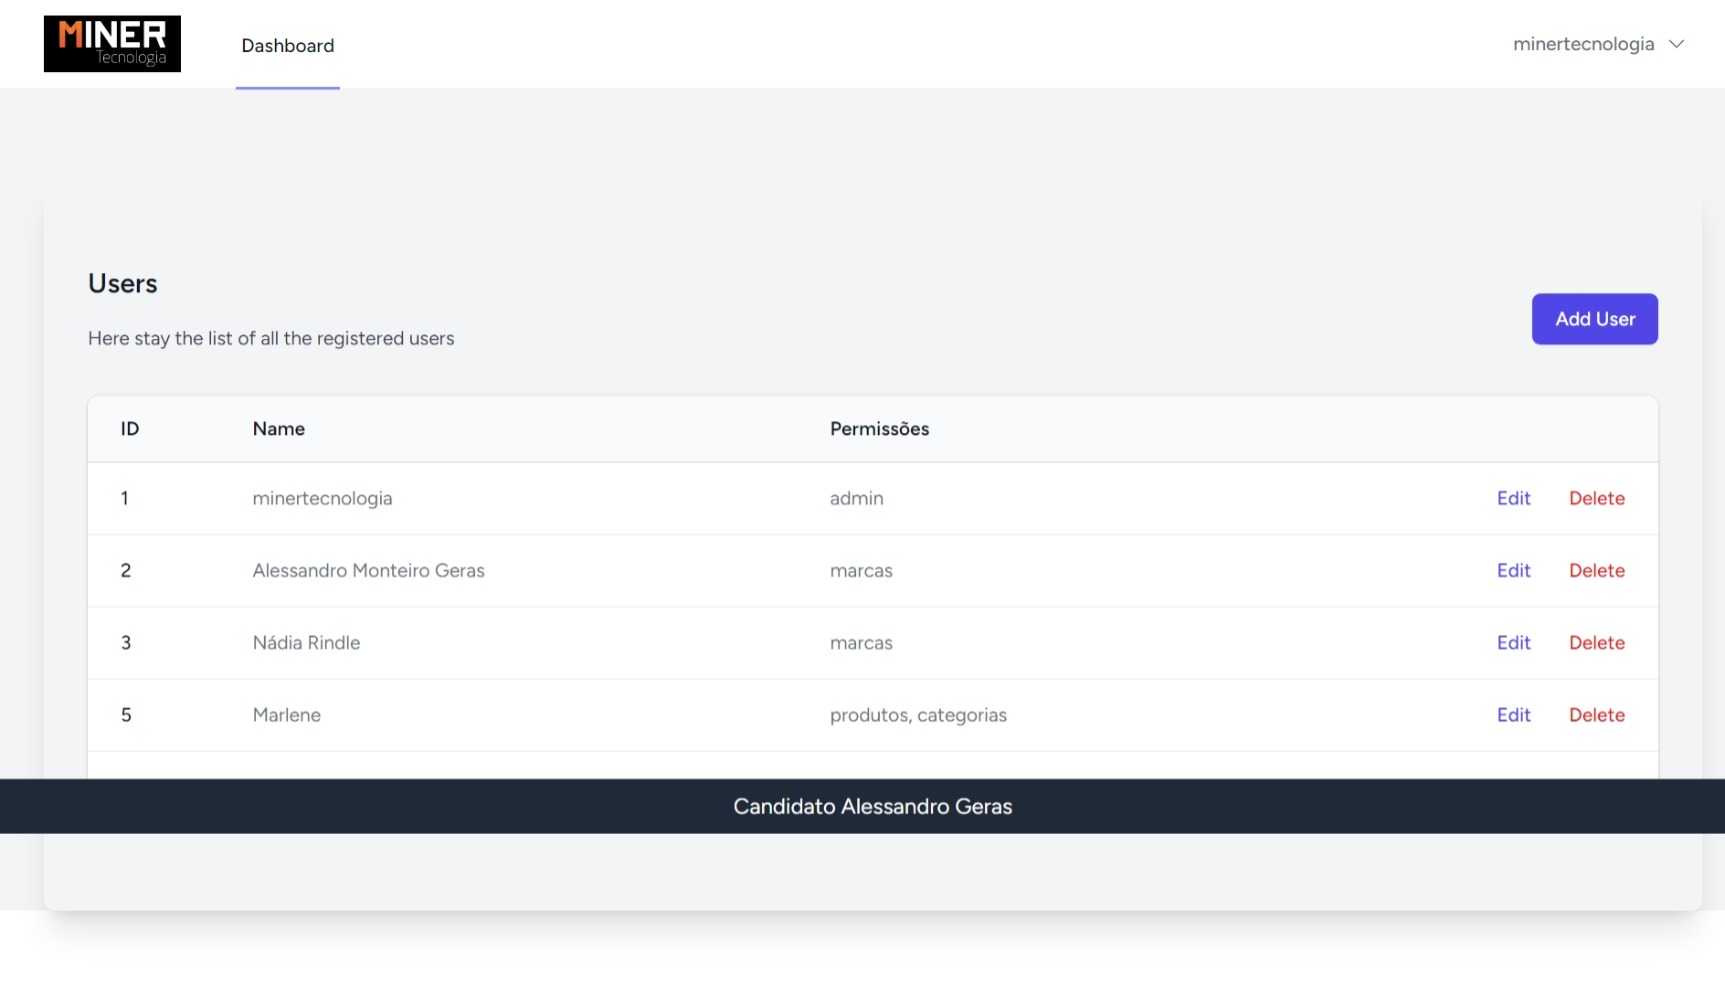 MINER
Tecnologia
Dashboard
minertecnologia
Users
Here stay the list of all the registered users
Add User
ID Name Permissões
1 minertecnologia admin Edit Delete
2 Alessandro Monteiro Geras marcas Edit Delete
3 Nádia Rindle marcas Edit Delete
5 Marlene produtos, categorias Edit Delete
Candidato Alessandro Geras